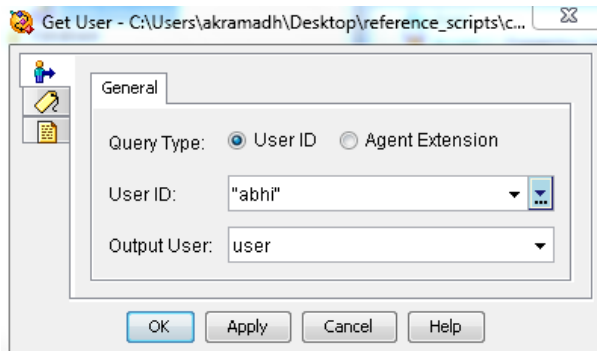 Get User - C:\Users\akramadh\Desktop\reference_scripts\c...
General
Query Type: User ID Agent Extension
User ID: "abhi"
Output User: user
OK Apply Cancel Help